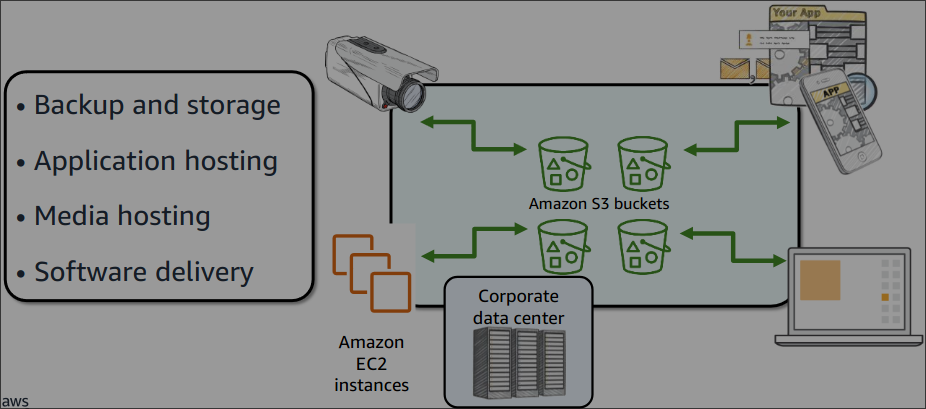 • Backup and storage
• Application hosting
• Media hosting
• Software delivery
Your App
APP
Amazon S3 buckets
Amazon
EC2
instances
Corporate
data center
aws